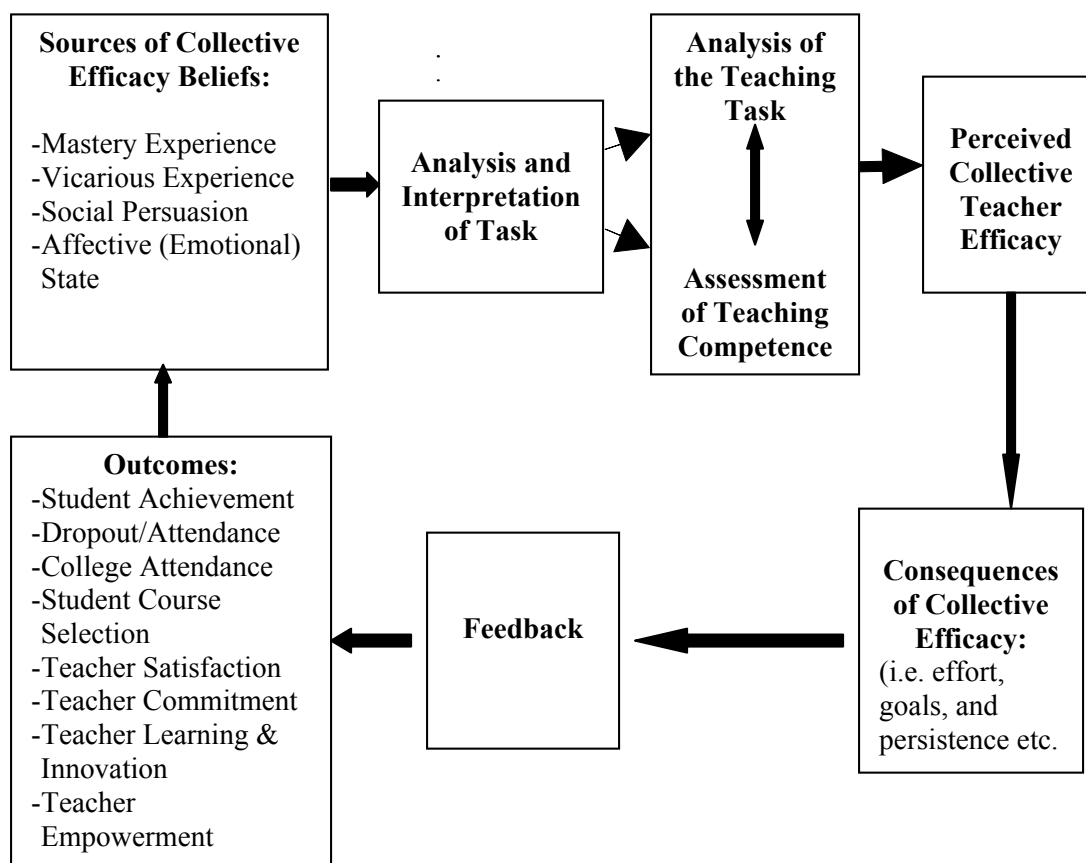 Sources of Collective
Efficacy Beliefs:
-Mastery Experience
-Vicarious Experience
-Social Persuasion
-Affective (Emotional)
State
Analysis and
Interpretation
of Task
Analysis of
the Teaching
Task
Assessment
of Teaching
Competence
Perceived
Collective
Teacher
Efficacy
Consequences
of Collective
Efficacy:
(i.e. effort,
goals, and
persistence etc.
Feedback
Outcomes:
-Student Achievement
-Dropout/Attendance
-College Attendance
-Student Course
Selection
-Teacher Satisfaction
-Teacher Commitment
-Teacher Learning &
Innovation
-Teacher
Empowerment